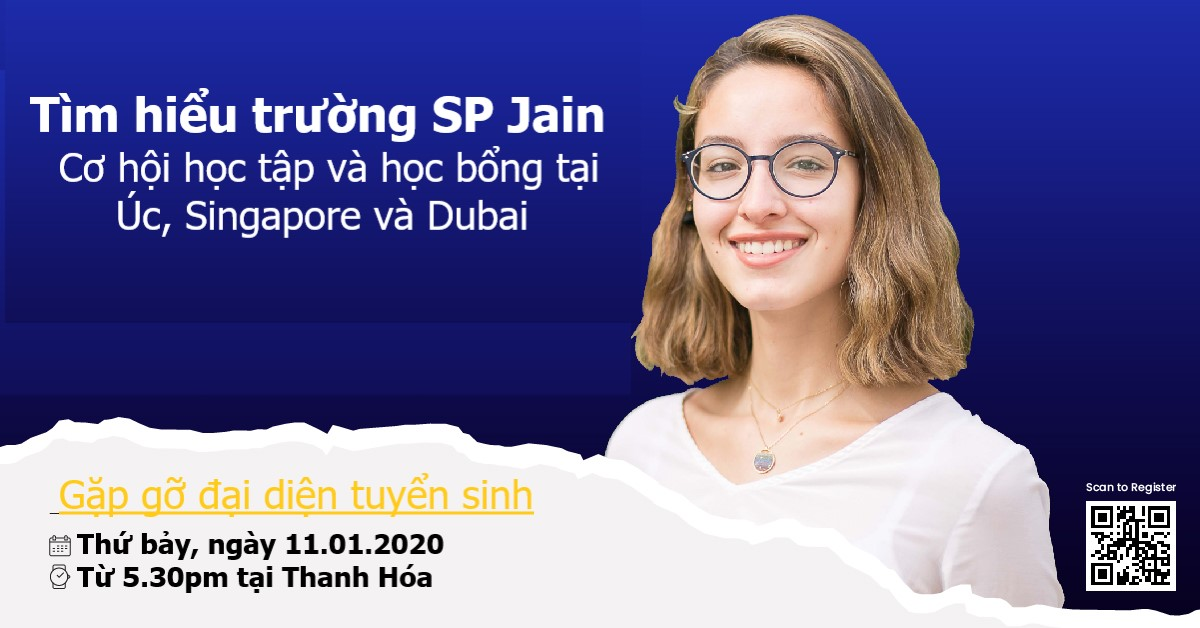 Tìm hiểu trường SP Jain
Cơ hội học tập và học bổng tại
Úc, Singapore và Dubai
Gặp gỡ đại diện tuyển sinh
Thứ bảy, ngày 11.01.2020
Từ 5.30pm tại Thanh Hóa
Scan to Register